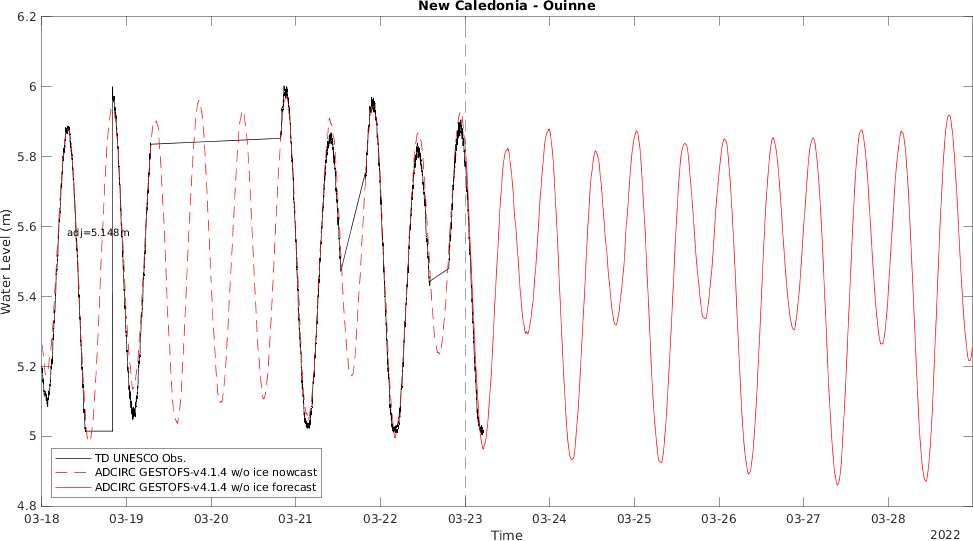 New Caledonia - Ouinne
6.2
6
5.8
5.6
5.4
5.2
5
4.8
Water Level (m)
adj=5.148m
TD UNESCO Obs.
ADCIRC GESTOFS-v4.1.4 w/o ice nowcast
ADCIRC GESTOFS-v4.1.4 w/o ice forecast
03-18 03-19 03-20 03-21 03-22 03-23 03-24 03-25 03-26 03-27 03-28
Time
2022